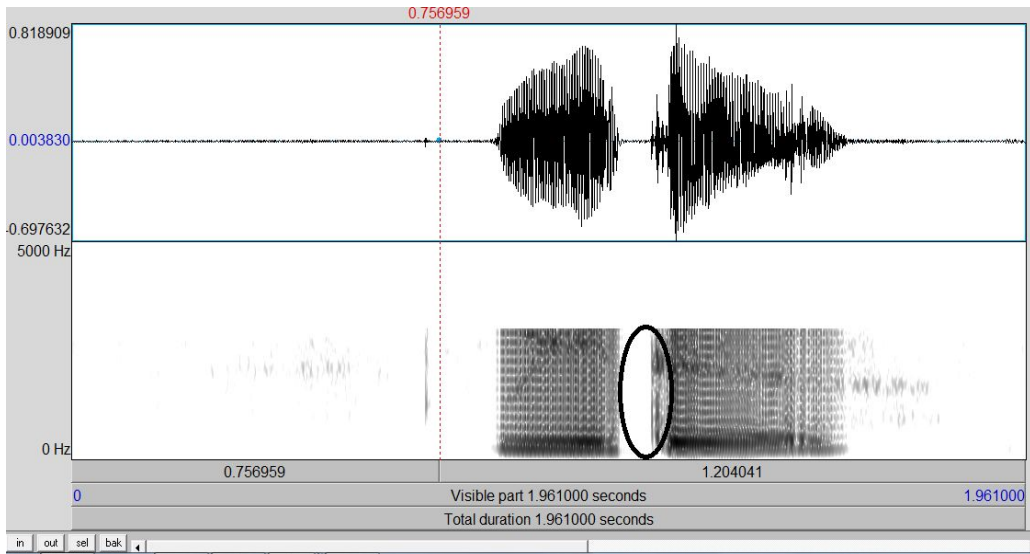 0.756959
0.818909
0.003830
-0.697632
5000 Hz
0 Hz
0.756959 1.204041
0 Visible part 1.961000 seconds 1.961000
Total duration 1.961000 seconds
in out sel bak